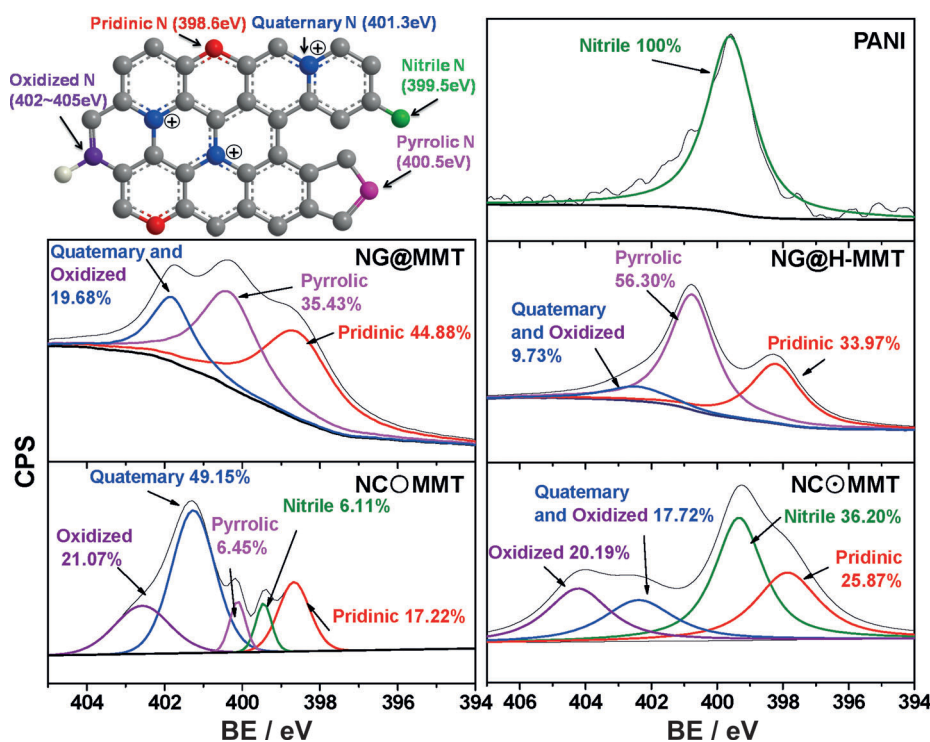 Pridinic N (398.6eV)
Quaternary N (401.3eV)
Oxidized N
(402~405eV)
Nitrile N
(399.5eV)
Pyrrolic N
(400.5eV)
⊕
⊕
⊕
PANI
Nitrile 100%
NG@MMT
Quatemary and
Oxidized
19.68%
Pyrrolic
35.43%
Pridinic 44.88%
NG@H-MMT
Pyrrolic
56.30%
Quatemary
and Oxidized
9.73%
Pridinic 33.97%
CPS
NC○MMT
Quatemary 49.15%
Oxidized
21.07%
Pyrrolic
6.45%
Nitrile 6.11%
Pridinic 17.22%
404 402 400 398 396 394
BE / eV
NC⊙MMT
Quatemary
and Oxidized 17.72%
Oxidized 20.19%
Nitrile 36.20%
Pridinic
25.87%
406 404 402 400 398 396 394
BE / eV